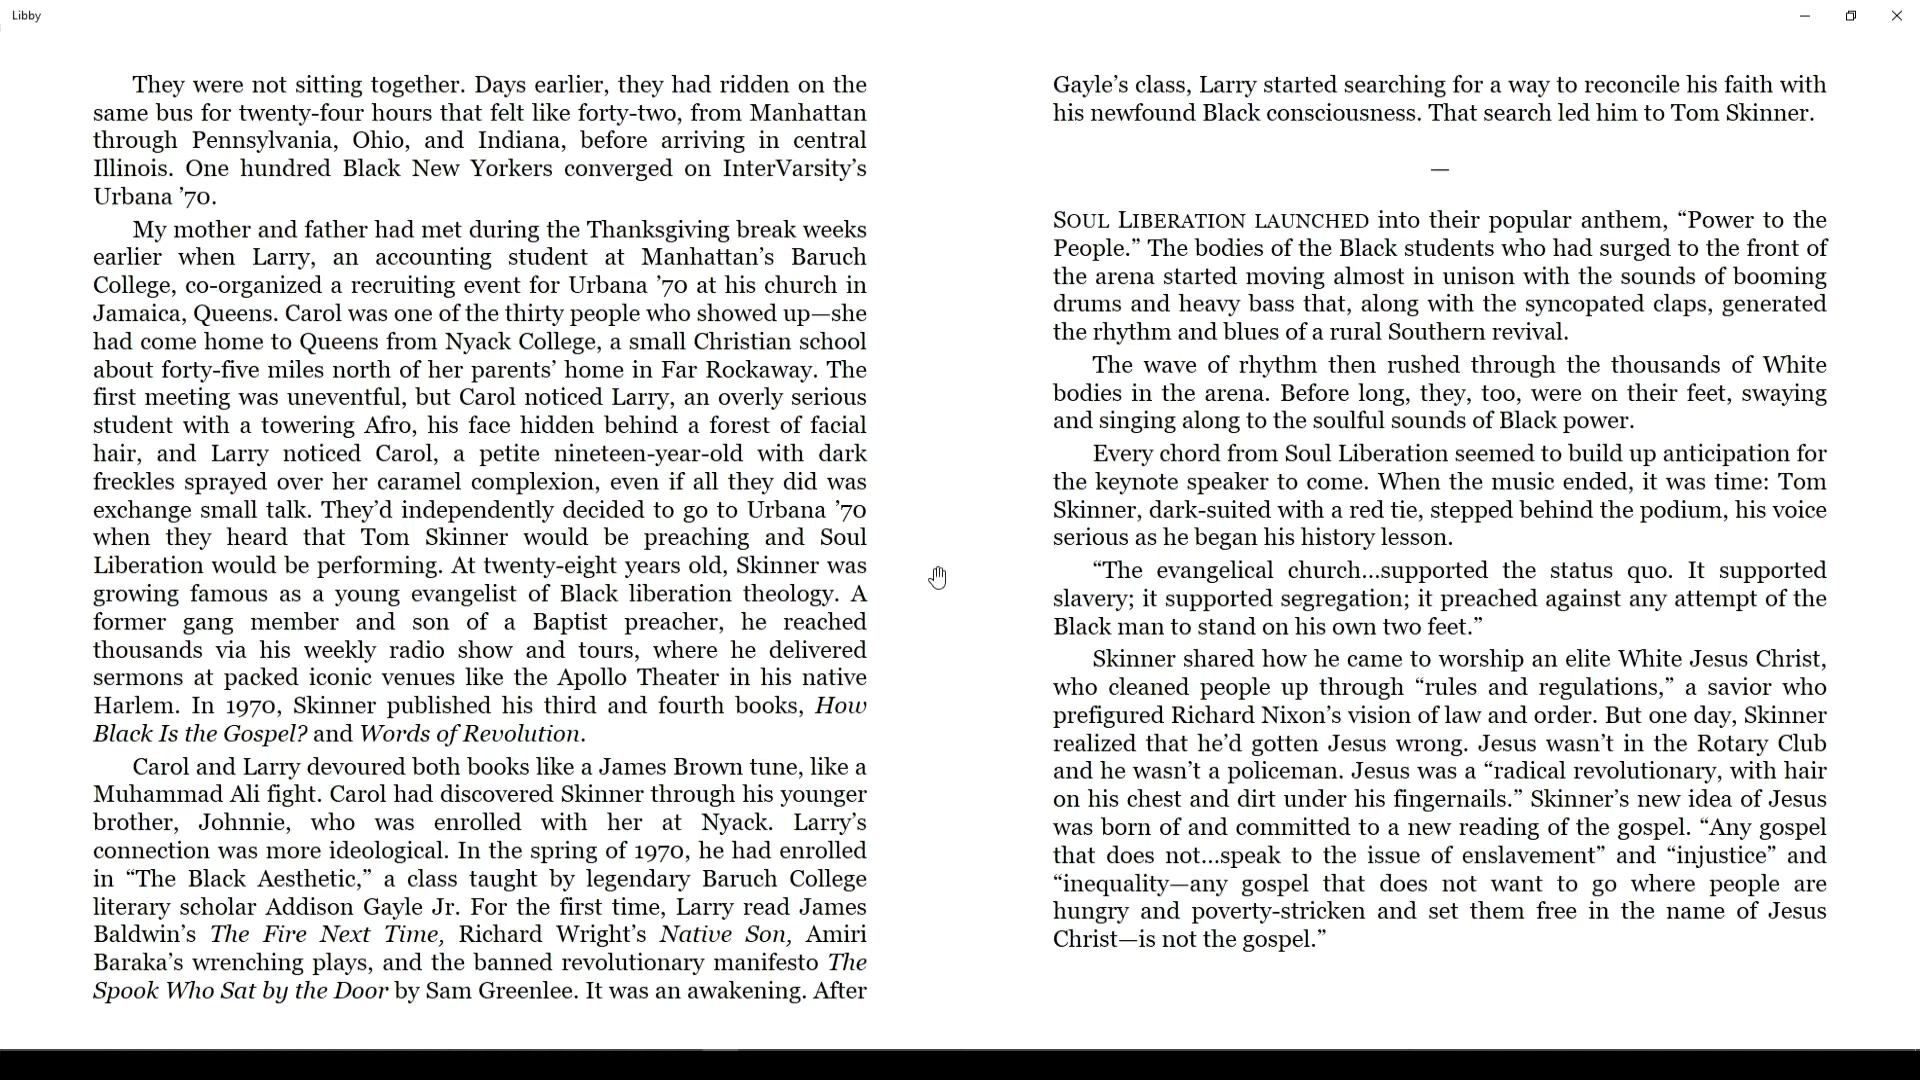 Libby
They were not sitting together. Days earlier, they had ridden on the
same bus for twenty-four hours that felt like forty-two, from Manhattan
through Pennsylvania, Ohio, and Indiana, before arriving in central
Illinois. One hundred Black New Yorkers converged on InterVarsity’s
Urbana ’70.
My mother and father had met during the Thanksgiving break weeks
earlier when Larry, an accounting student at Manhattan’s Baruch
College, co-organized a recruiting event for Urbana ’70 at his church in
Jamaica, Queens. Carol was one of the thirty people who showed up—she
had come home to Queens from Nyack College, a small Christian school
about forty-five miles north of her parents’ home in Far Rockaway. The
first meeting was uneventful, but Carol noticed Larry, an overly serious
student with a towering Afro, his face hidden behind a forest of facial
hair, and Larry noticed Carol, a petite nineteen-year-old with dark
freckles sprayed over her caramel complexion, even if all they did was
exchange small talk. They’d independently decided to go to Urbana ’70
when they heard that Tom Skinner would be preaching and Soul
Liberation would be performing. At twenty-eight years old, Skinner was
growing famous as a young evangelist of Black liberation theology. A
former gang member and son of a Baptist preacher, he reached
thousands via his weekly radio show and tours, where he delivered
sermons at packed iconic venues like the Apollo Theater in his native
Harlem. In 1970, Skinner published his third and fourth books, How
Black Is the Gospel? and Words of Revolution.
Carol and Larry devoured both books like a James Brown tune, like a
Muhammad Ali fight. Carol had discovered Skinner through his younger
brother, Johnnie, who was enrolled with her at Nyack. Larry’s
connection was more ideological. In the spring of 1970, he had enrolled
in “The Black Aesthetic,” a class taught by legendary Baruch College
literary scholar Addison Gayle Jr. For the first time, Larry read James
Baldwin’s The Fire Next Time, Richard Wright’s Native Son, Amiri
Baraka’s wrenching plays, and the banned revolutionary manifesto The
Spook Who Sat by the Door by Sam Greenlee. It was an awakening. After
Gayle’s class, Larry started searching for a way to reconcile his faith with
his newfound Black consciousness. That search led him to Tom Skinner.
—
SOUL LIBERATION LAUNCHED into their popular anthem, “Power to the
People.” The bodies of the Black students who had surged to the front of
the arena started moving almost in unison with the sounds of booming
drums and heavy bass that, along with the syncopated claps, generated
the rhythm and blues of a rural Southern revival.
The wave of rhythm then rushed through the thousands of White
bodies in the arena. Before long, they, too, were on their feet, swaying
and singing along to the soulful sounds of Black power.
Every chord from Soul Liberation seemed to build up anticipation for
the keynote speaker to come. When the music ended, it was time: Tom
Skinner, dark-suited with a red tie, stepped behind the podium, his voice
serious as he began his history lesson.
“The evangelical church...supported the status quo. It supported
slavery; it supported segregation; it preached against any attempt of the
Black man to stand on his own two feet.”
Skinner shared how he came to worship an elite White Jesus Christ,
who cleaned people up through “rules and regulations,” a savior who
prefigured Richard Nixon’s vision of law and order. But one day, Skinner
realized that he’d gotten Jesus wrong. Jesus wasn’t in the Rotary Club
and he wasn’t a policeman. Jesus was a “radical revolutionary, with hair
on his chest and dirt under his fingernails.” Skinner’s new idea of Jesus
was born of and committed to a new reading of the gospel. “Any gospel
that does not...speak to the issue of enslavement” and “injustice” and
“inequality—any gospel that does not want to go where people are
hungry and poverty-stricken and set them free in the name of Jesus
Christ—is not the gospel.”